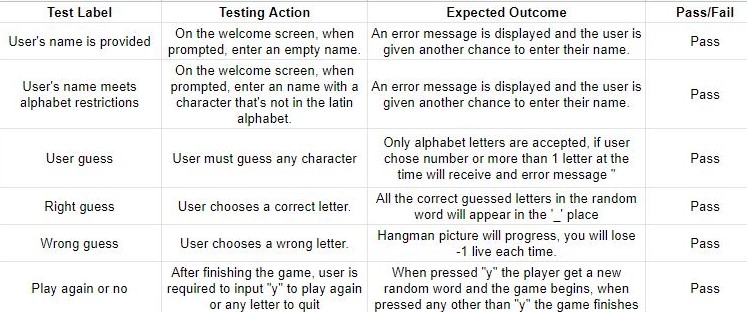 Test Label Testing Action Expected Outcome Pass/Fail
User's name is provided
On the welcome screen, when
prompted, enter an empty name.
An error message is displayed and the user is
given another chance to enter their name.
Pass
User's name meets
alphabet restrictions
On the welcome screen, when
prompted, enter an name with a
character that's not in the latin
alphabet.
An error message is displayed and the user is
given another chance to enter their name.
Pass
User guess
User must guess any character
Only alphabet letters are accepted, if user
chose number or more than 1 letter at the
time will receive and error message "
Pass
Right guess
User chooses a correct letter.
All the correct guessed letters in the random
word will appear in the '_' place
Pass
Wrong guess
User chooses a wrong letter.
Hangman picture will progress, you will lose
-1 live each time.
Pass
Play again or no
After finishing the game, user is
required to input "y" to play again
or any letter to quit
When pressed "y" the player get a new
random word and the game begins, when
pressed any other than "y" the game finishes
Pass